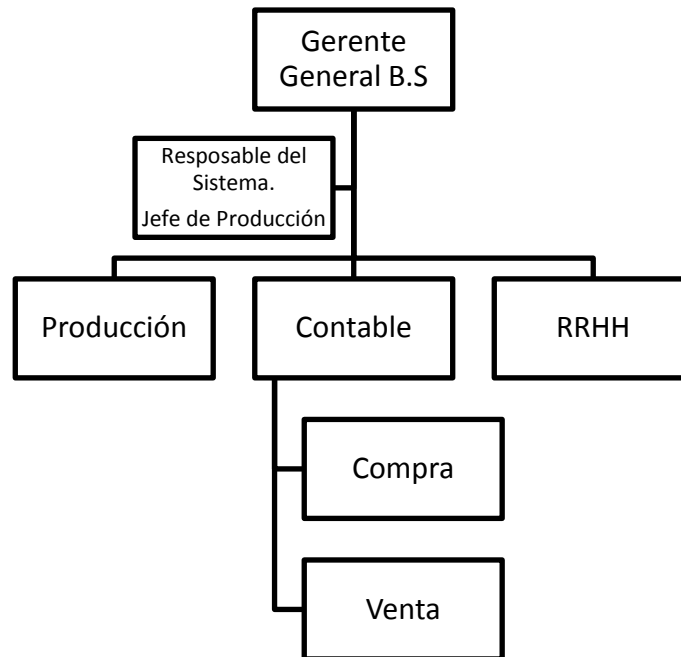 Gerente
General B.S
Resposable del
Sistema.
Jefe de Producción
Producción
Contable
RRHH
Compra
Venta